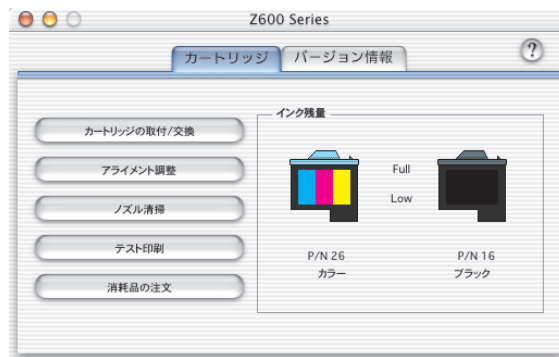 Z600 Series
カートリッジ
バージョン情報
?
カートリッジの取付/交換
アライメント調整
ノズル清掃
テスト印刷
消耗品の注文
インク残量
Full
Low
P/N 26
カラー
P/N 16
ブラック